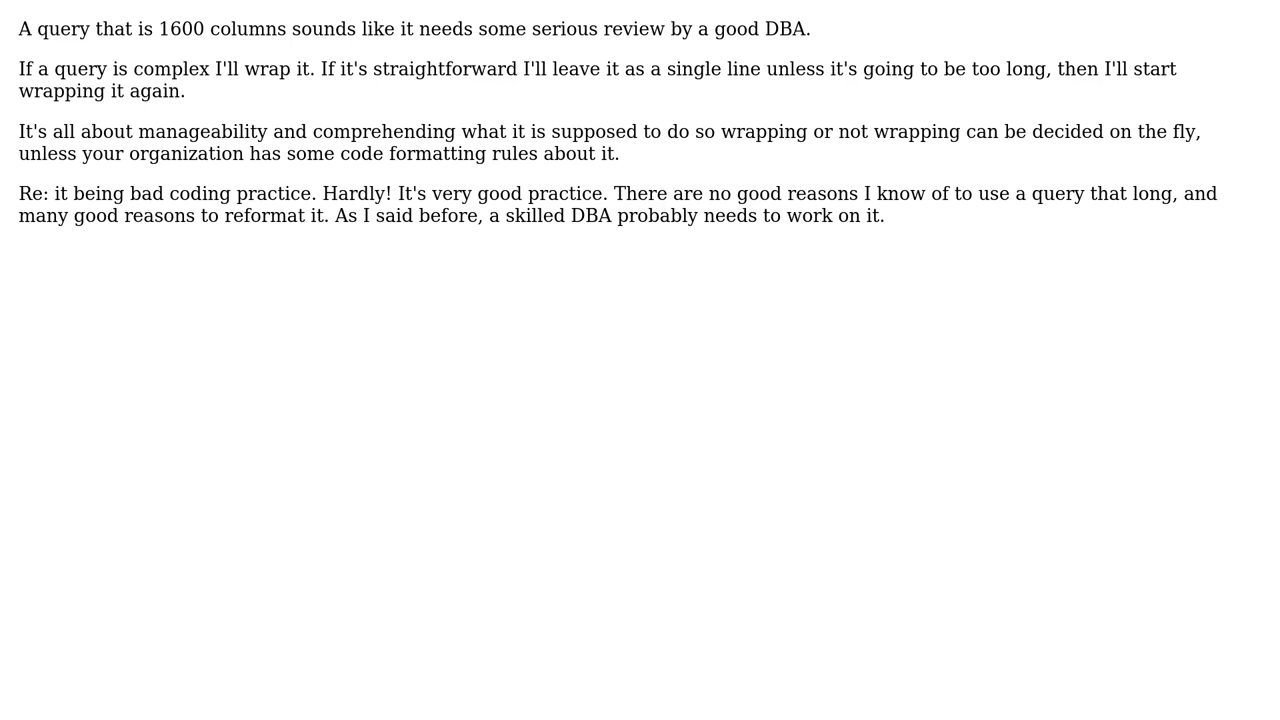 A query that is 1600 columns sounds like it needs some serious review by a good DBA.
If a query is complex I'll wrap it. If it's straightforward I'll leave it as a single line unless it's going to be too long, then I'll start
wrapping it again.
It's all about manageability and comprehending what it is supposed to do so wrapping or not wrapping can be decided on the fly,
unless your organization has some code formatting rules about it.
Re: it being bad coding practice. Hardly! It's very good practice. There are no good reasons I know of to use a query that long, and
many good reasons to reformat it. As I said before, a skilled DBA probably needs to work on it.